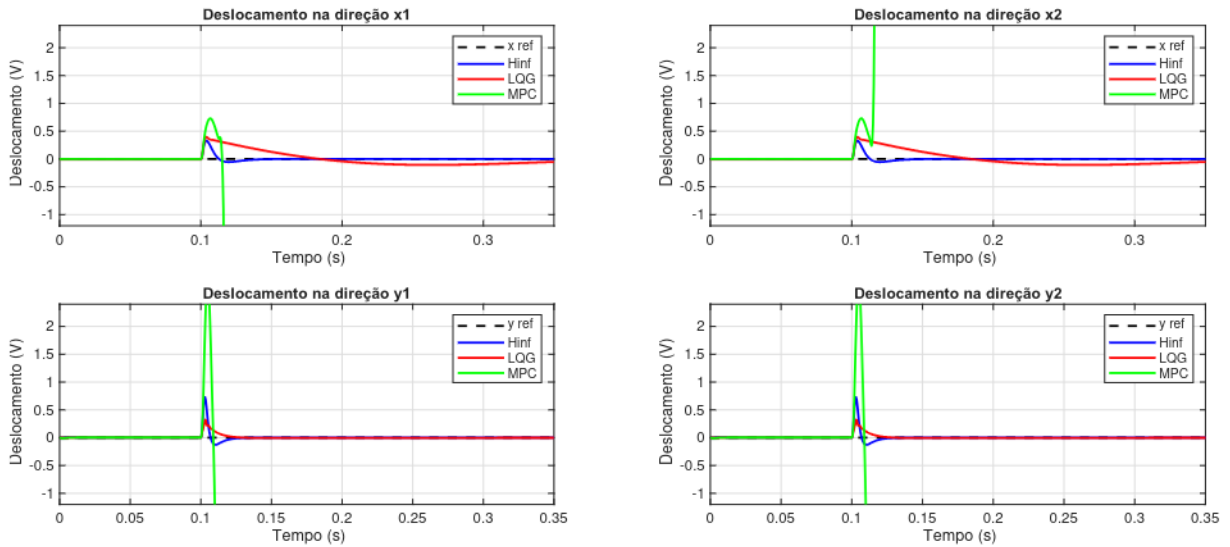 Deslocamento na direção x1
Deslocamento (V)
2
1.5
1
0.5
0
-0.5
-1
x ref
Hinf
LQG
MPC
0
0.1
0.2
0.3
Tempo (s)
Deslocamento na direção x2
Deslocamento (V)
2
1.5
1
0.5
0
-0.5
-1
x ref
Hinf
LQG
MPC
0
0.1
0.2
0.3
Tempo (s)
Deslocamento na direção y1
Deslocamento (V)
2
1.5
1
0.5
0
-0.5
-1
y ref
Hinf
LQG
MPC
0
0.05
0.1
0.15
0.2
0.25
0.3
0.35
Tempo (s)
Deslocamento na direção y2
Deslocamento (V)
2
1.5
1
0.5
0
-0.5
-1
y ref
Hinf
LQG
MPC
0
0.05
0.1
0.15
0.2
0.25
0.3
0.35
Tempo (s)